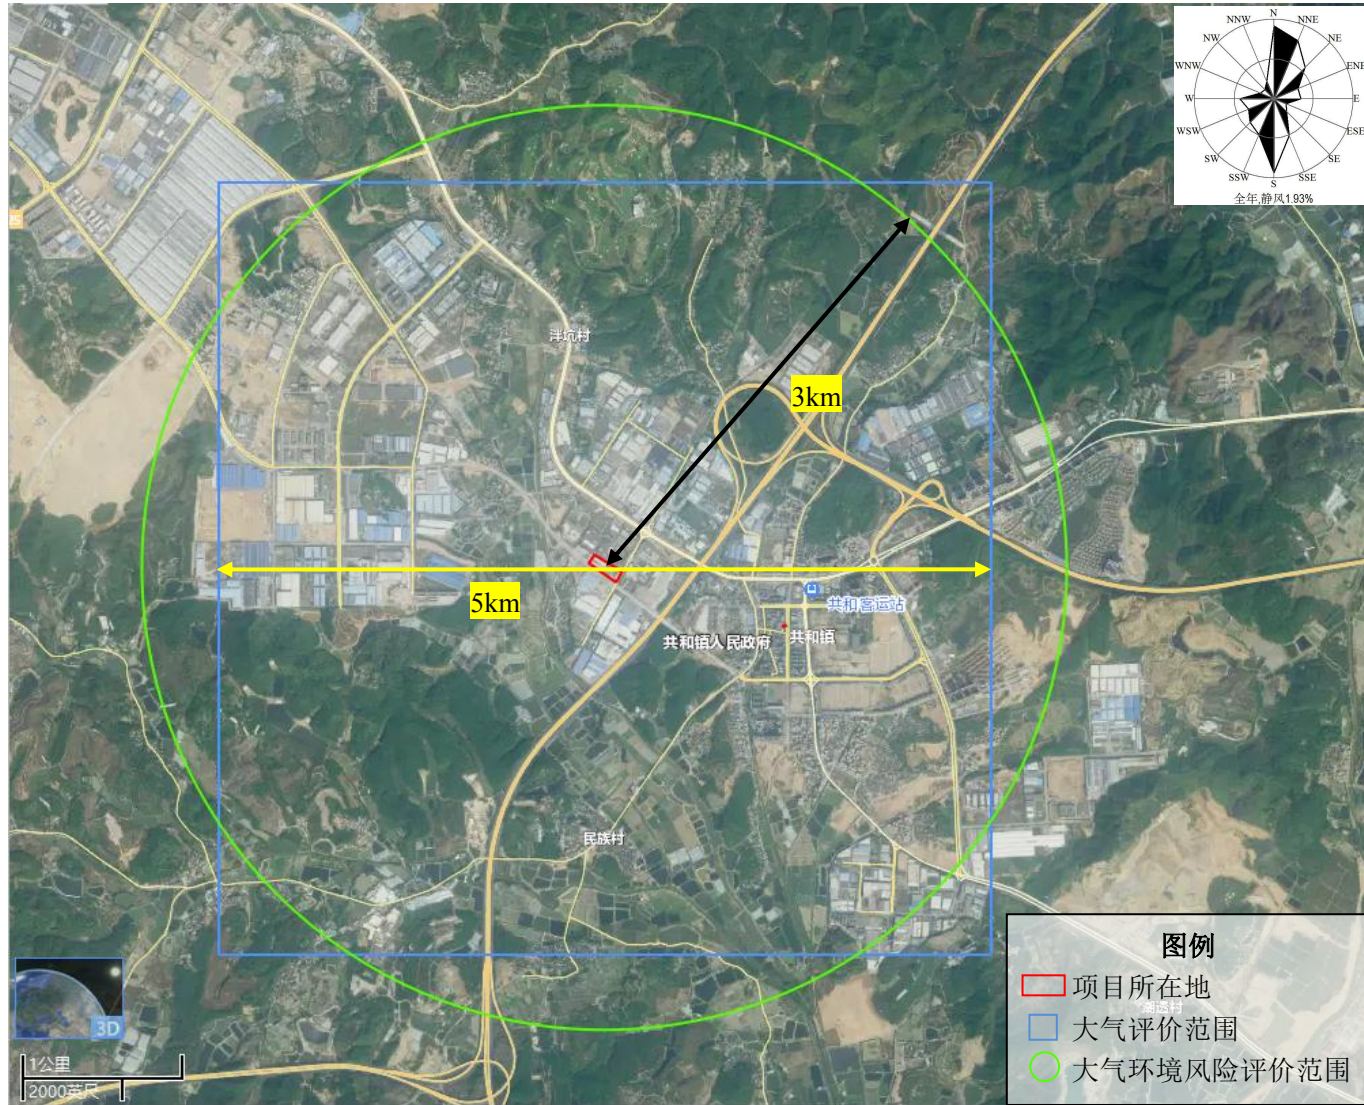 N
NNW
NNE
NW
NE
WNW
ENE
W
E
WSW
ESE
SW
SE
SSW
SSE
S
全年,静风1.93%
泮坑村
3km
5km
共和客运站
共和镇人民政府
共和镇
民族村
图例
项目所在地
大气评价范围
大气环境风险评价范围
3D
1公里
2000英尺